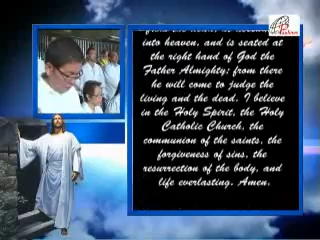 into heaven, and is seated at
the right hand of God the
Father Almighty; from there
he will come to judge the
living and the dead. I believe
in the Holy Spirit, the Holy
Catholic Church, the
communion of the saints, the
forgiveness of sins, the
resurrection of the body, and
life everlasting. Amen.